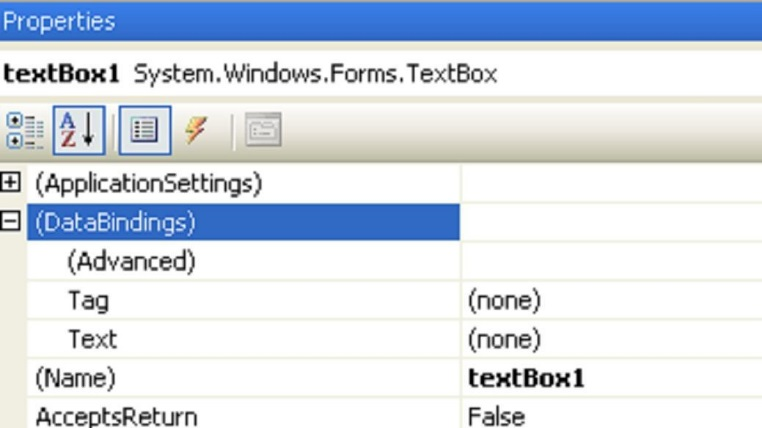 Properties
textBox1 System.Windows.Forms.TextBox
A
Z
(ApplicationSettings)
(DataBindings)
(Advanced)
Tag (none)
Text (none)
(Name) textBox1
AcceptsReturn False